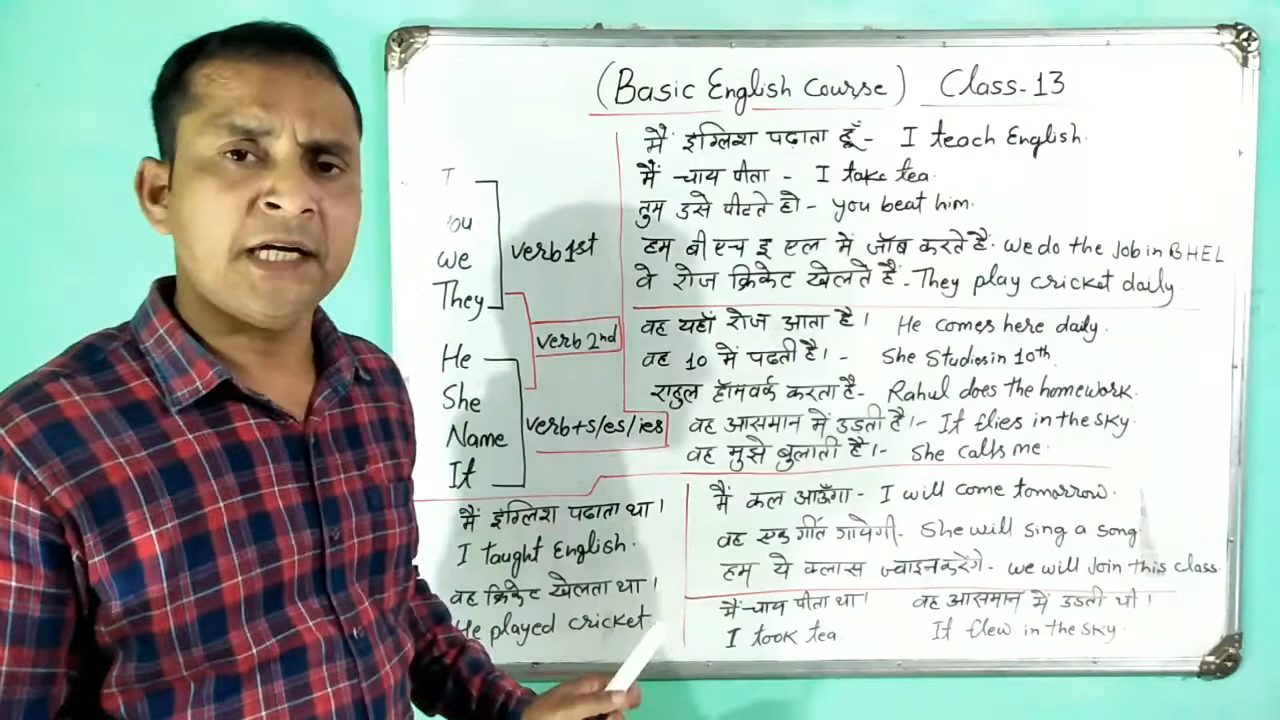 (Basic English Course) Class-13
मैं इंग्लिश पढ़ाता हूँ - I teach English.
मैं चाय पीता - I take tea.
तुम उसे पीटते हो - you beat him.
हम बी एच इ एल में जॉब करते हैं. we do the Job in BHEL
वे रोज क्रिकेट खेलते हैं - They play cricket daily.
we
They
verb 1st
verb 2nd
He
She
Name
It
verb+s/es/ies
वह यहाँ रोज आता है। He comes here daily.
वह 10 में पढती है। - She Studies in 10th.
राहुल हॉमवर्क करता है - Rahul does the homework.
वह आसमान में उडती है। - It flies in the sky.
वह मुझे बुलाती है। - She calls me.
मैं इंग्लिश पढाता था।
I taught English.
वह क्रिकेट खेलता था।
He played cricket
मैं कल आऊँगा - I will come tomorrow.
वह एक गीत गायेगी - She will sing a song
हम ये क्लास ज्वाइन करेंगे - we will Join this class.
मैं चाय पीता था। वह आसमान में उडती थी।
I took tea. It flew in the sky.